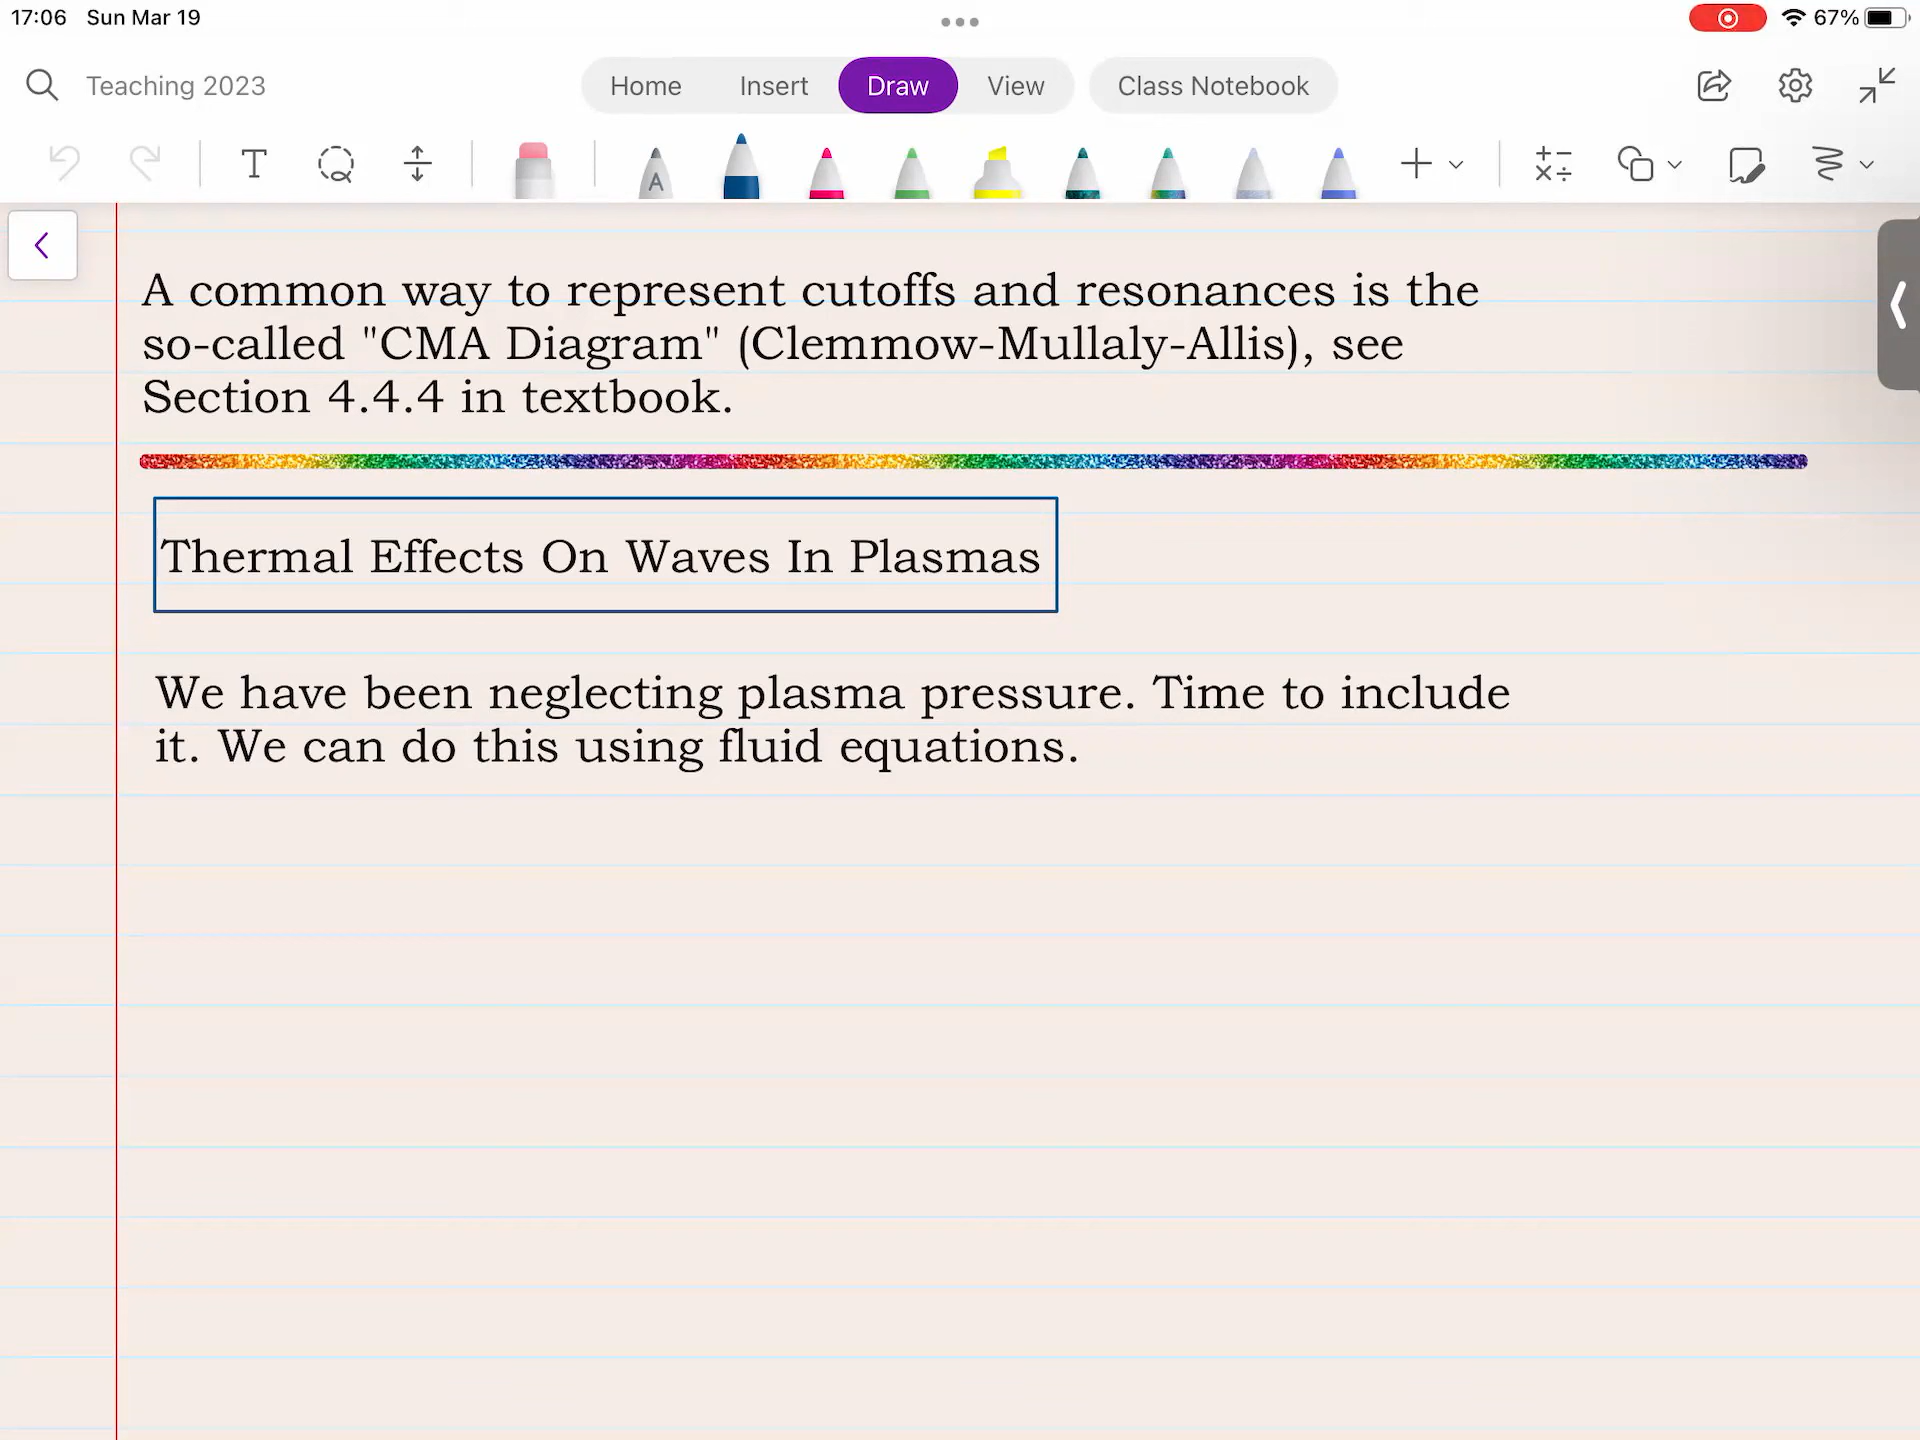 17:06 Sun Mar 19
67%
Teaching 2023
Home Insert Draw View Class Notebook
T
A
A common way to represent cutoffs and resonances is the
so-called "CMA Diagram" (Clemmow-Mullaly-Allis), see
Section 4.4.4 in textbook.
Thermal Effects On Waves In Plasmas
We have been neglecting plasma pressure. Time to include
it. We can do this using fluid equations.